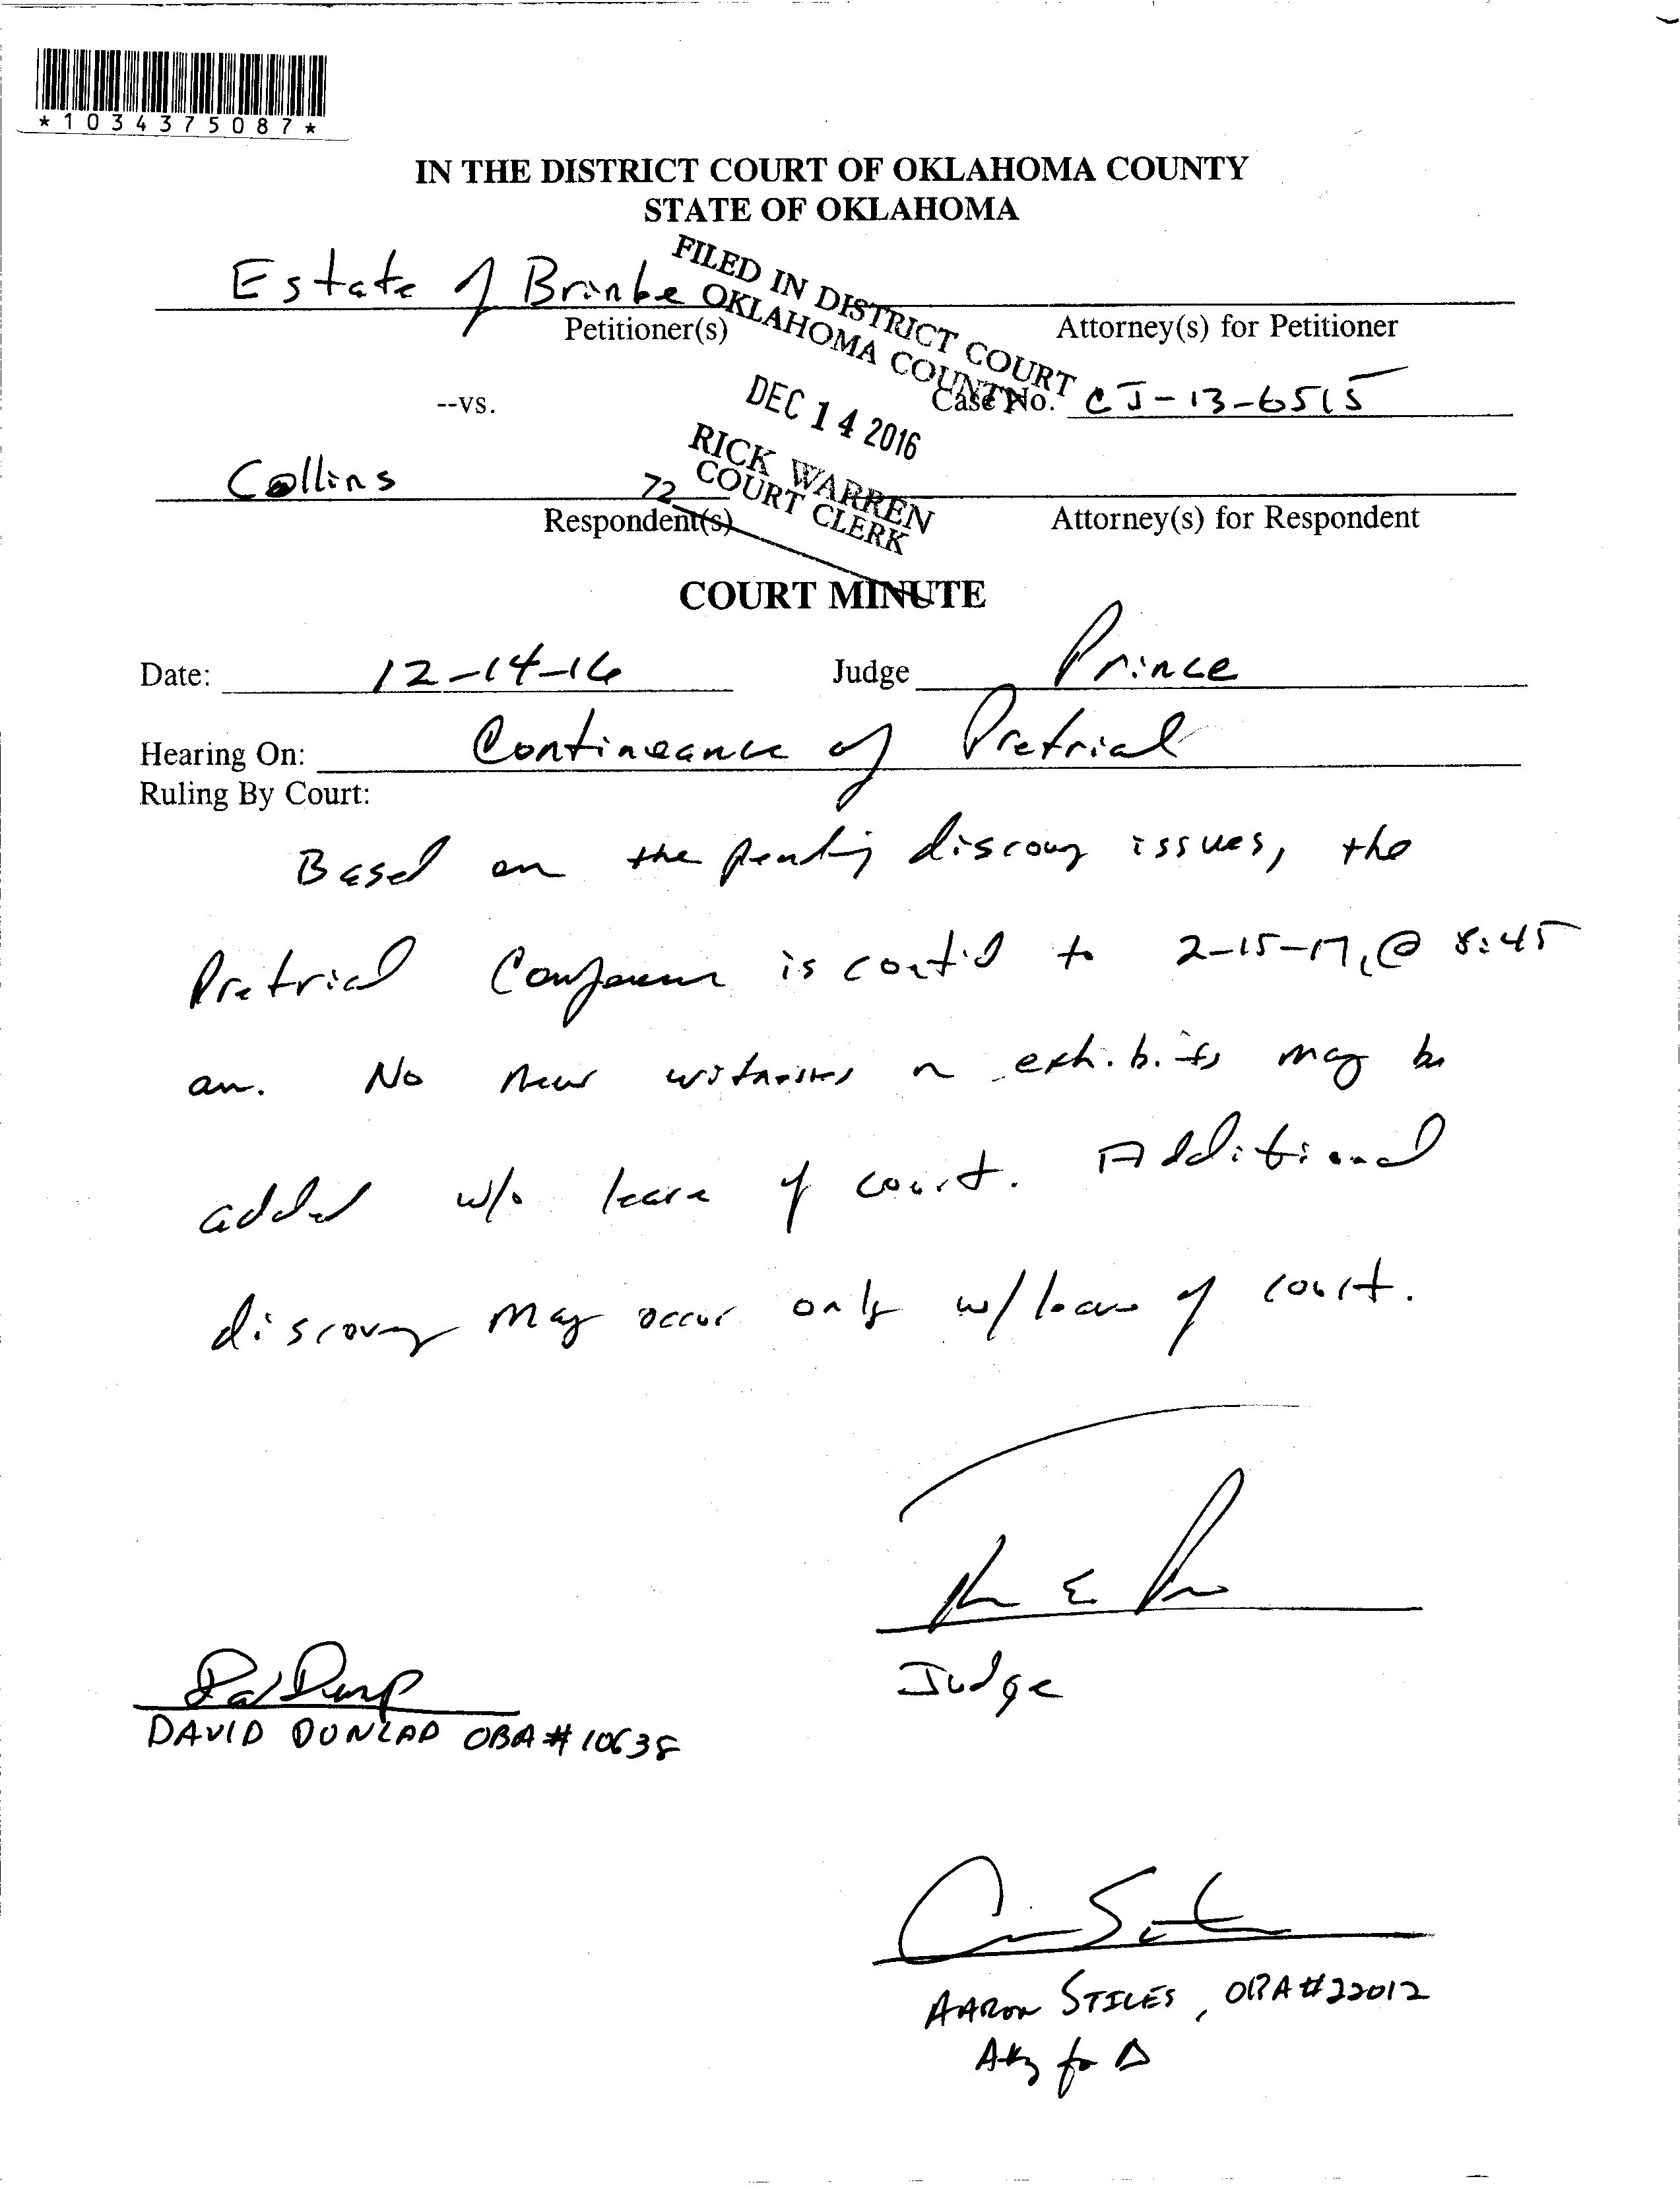 *1034375087*
IN THE DISTRICT COURT OF OKLAHOMA COUNTY
STATE OF OKLAHOMA
FILED IN DISTRICT COURT
OKLAHOMA COUNTY
DEC 14 2016
RICK WARREN
COURT CLERK
72
Estate of Brinke
Petitioner(s)
Attorney(s) for Petitioner
--vs.
Case No. CJ-13-6515
Collins
Respondent(s)
Attorney(s) for Respondent
COURT MINUTE
Date: 12-14-16 Judge Prince
Hearing On: Continuance of Pretrial
Ruling By Court:
Based on the pending discovery issues, the
Pretrial Conference is cont'd to 2-15-17, @ 8:45
am. No new witnesses or exhibits may be
added w/o leave of court. Additional
discovery may occur only w/ leave of court.
Judge
DAVID DUNLAP OBA # 10638
AARON STILES, OBA # 22012
Atty for Δ